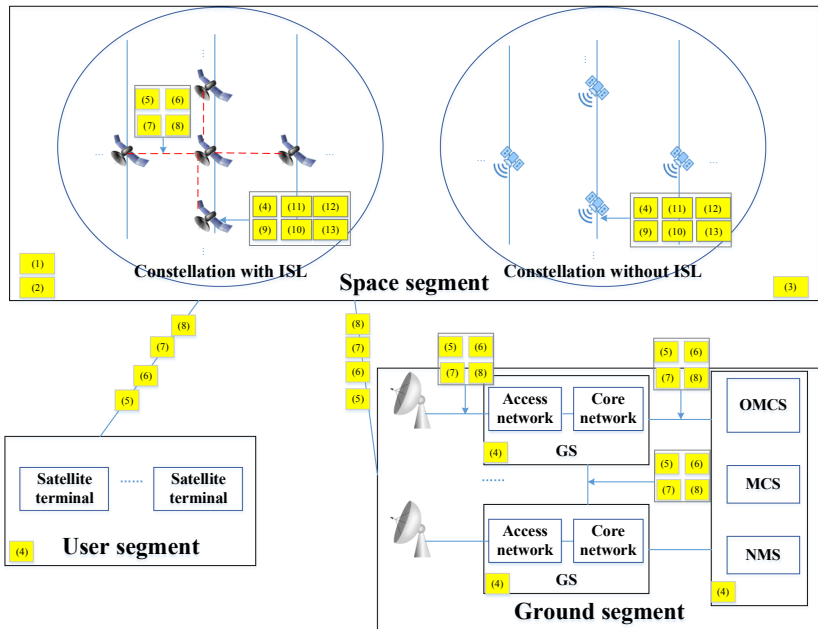 ...
...
...
(5) (6)
(7) (8)
...
...
...
...
(4) (11) (12)
(9) (10) (13)
(4) (11) (12)
(9) (10) (13)
...
...
Constellation with ISL
Constellation without ISL
(1)
(2)
Space segment
(3)
(8)
(7)
(6)
(5)
(8)
(7)
(6)
(5)
(5) (6)
(7) (8)
(5) (6)
(7) (8)
Access
network
Core
network
(4)
GS
OMCS
......
(5) (6)
(7) (8)
MCS
Access
network
Core
network
(4)
GS
NMS
(4)
Ground segment
Satellite
terminal
......
Satellite
terminal
(4)
User segment